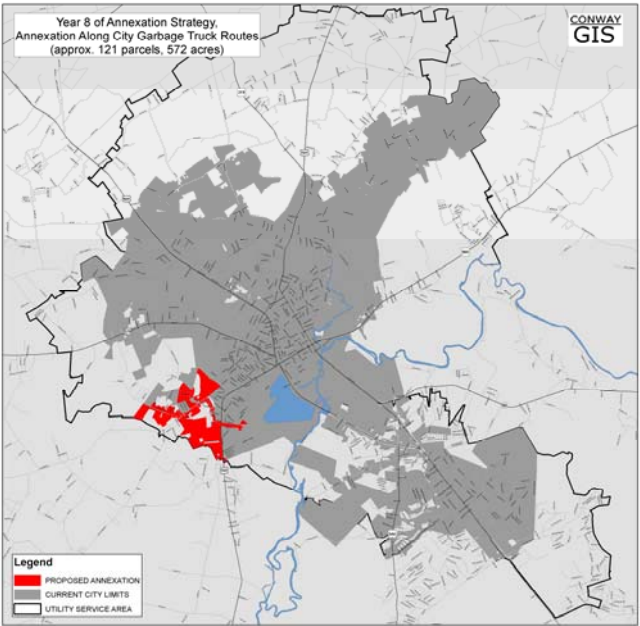 Year 8 of Annexation Strategy,
Annexation Along City Garbage Truck Routes
(approx. 121 parcels, 572 acres)
CONWAY
GIS
Legend
PROPOSED ANNEXATION
CURRENT CITY LIMITS
UTILITY SERVICE AREA